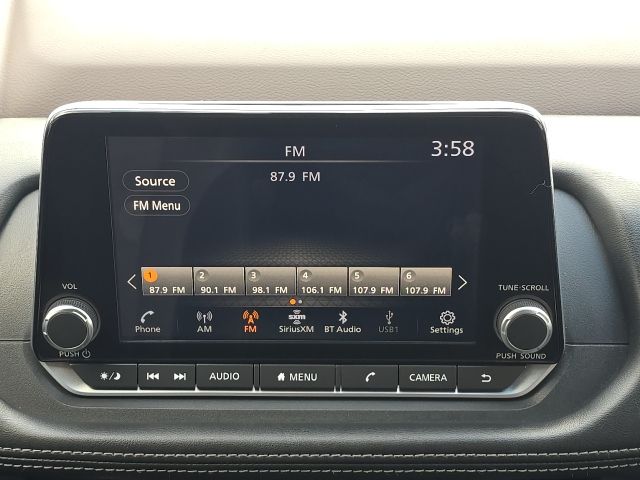 FM 3:58
Source
87.9 FM
FM Menu
1 2 3 4 5 6
87.9 FM 90.1 FM 98.1 FM 106.1 FM 107.9 FM 107.9 FM
VOL
TUNE·SCROLL
Phone AM FM SiriusXM BT Audio USB1 Settings
sxm
A
PUSH
PUSH SOUND
AUDIO MENU CAMERA